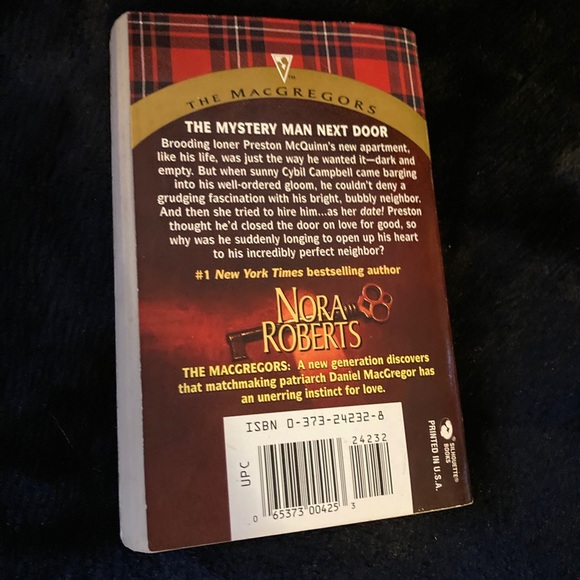 THE MACGREGORS
THE MYSTERY MAN NEXT DOOR
Brooding loner Preston McQuinn's new apartment,
like his life, was just the way he wanted it—dark and
empty. But when sunny Cybil Campbell came barging
into his well-ordered gloom, he couldn't deny a
grudging fascination with his bright, bubbly neighbor.
And then she tried to hire him...as her date! Preston
thought he'd closed the door on love for good, so
why was he suddenly longing to open up his heart
to his incredibly perfect neighbor?
#1 New York Times bestselling author
NORA
ROBERTS
THE MACGREGORS: A new generation discovers
that matchmaking patriarch Daniel MacGregor has
an unerring instinct for love.
ISBN 0-373-24232-8
24232
UPC
0 65373 00425 3
SILHOUETTE®
BOOKS
PRINTED IN U.S.A.